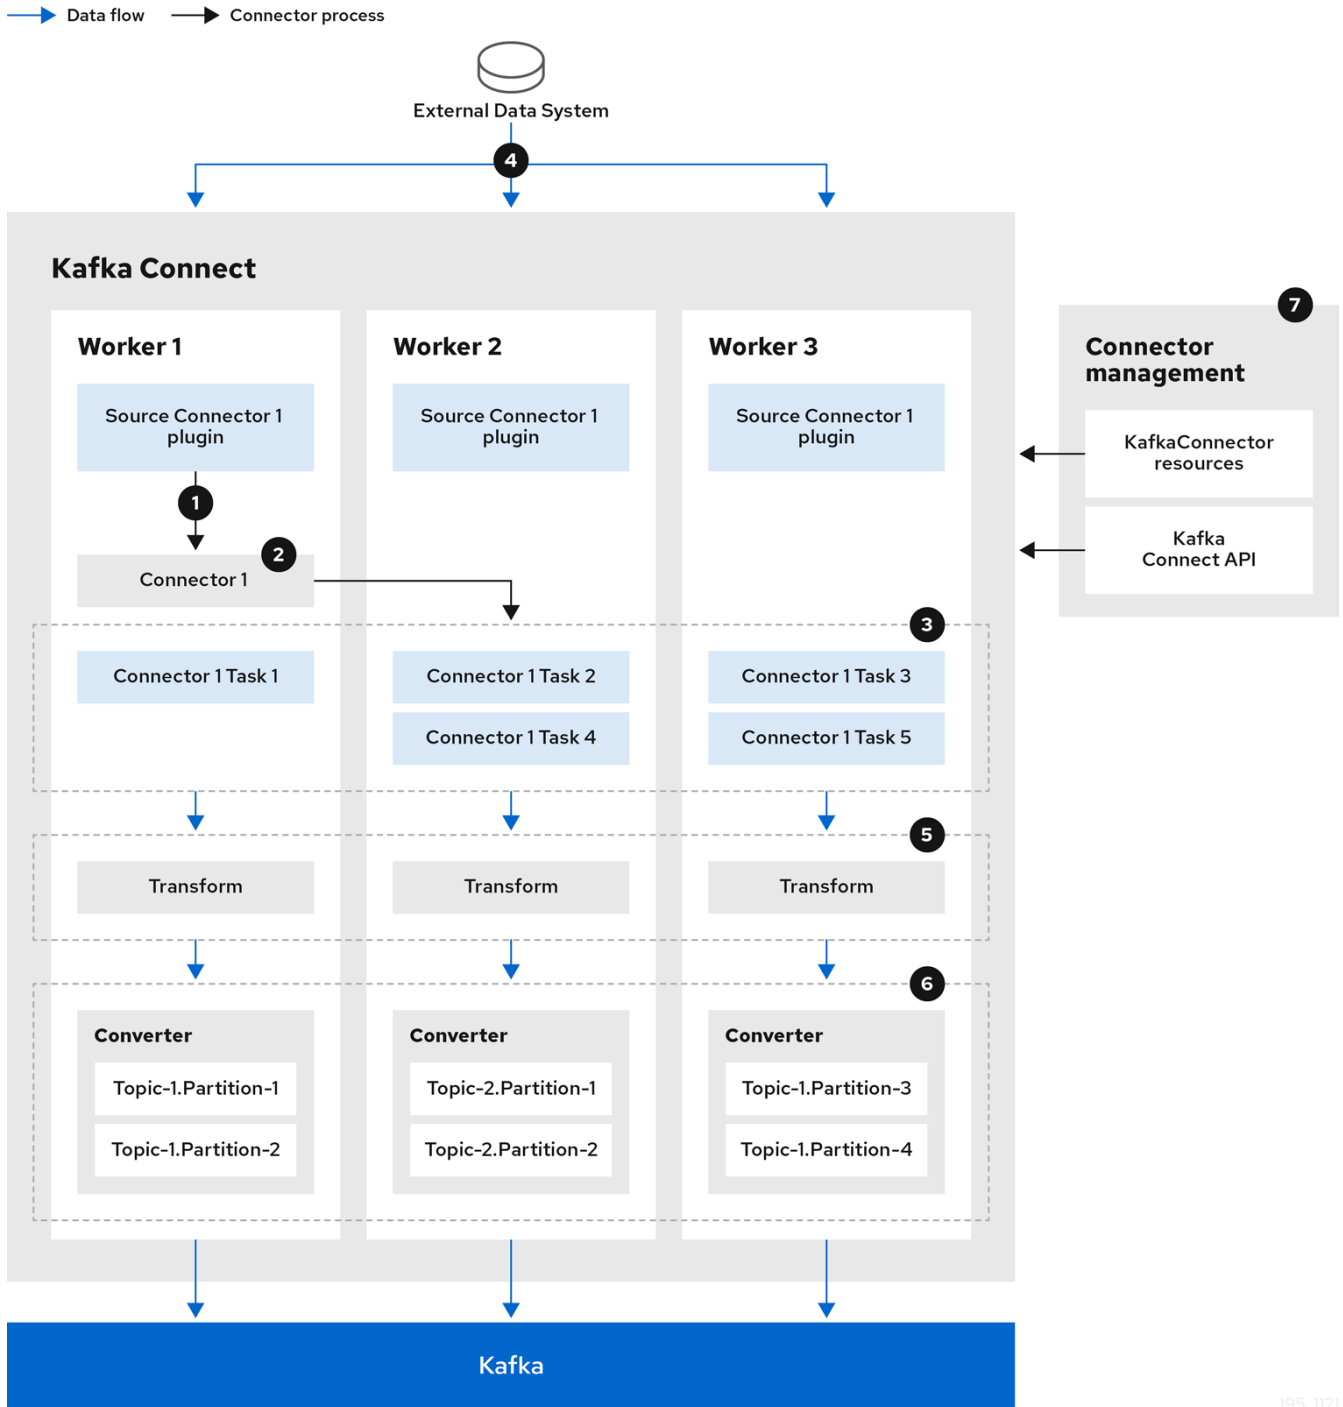 Data flow
Connector process
External Data System
4
Kafka Connect
7
Worker 1
Worker 2
Worker 3
Connector
management
Source Connector 1
plugin
Source Connector 1
plugin
Source Connector 1
plugin
KafkaConnector
resources
1
Kafka
Connect API
2
Connector 1
3
Connector 1 Task 1
Connector 1 Task 2
Connector 1 Task 3
Connector 1 Task 4
Connector 1 Task 5
5
Transform
Transform
Transform
6
Converter
Converter
Converter
Topic-1.Partition-1
Topic-2.Partition-1
Topic-1.Partition-3
Topic-1.Partition-2
Topic-2.Partition-2
Topic-1.Partition-4
Kafka
195_1121